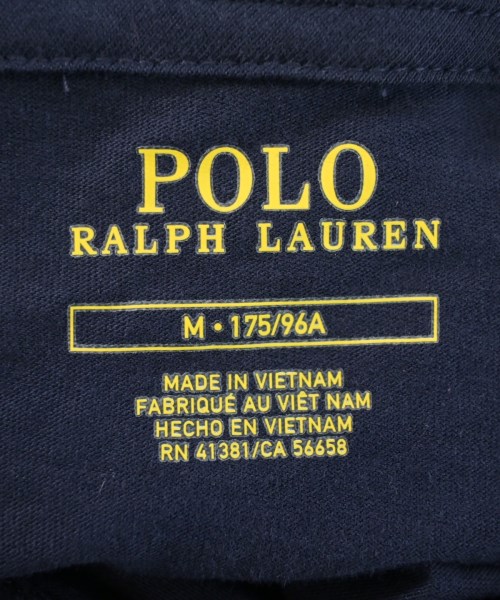 POLO
RALPH LAUREN
M • 175/96A
MADE IN VIETNAM
FABRIQUÉ AU VIÊT NAM
HECHO EN VIETNAM
RN 41381/CA 56658